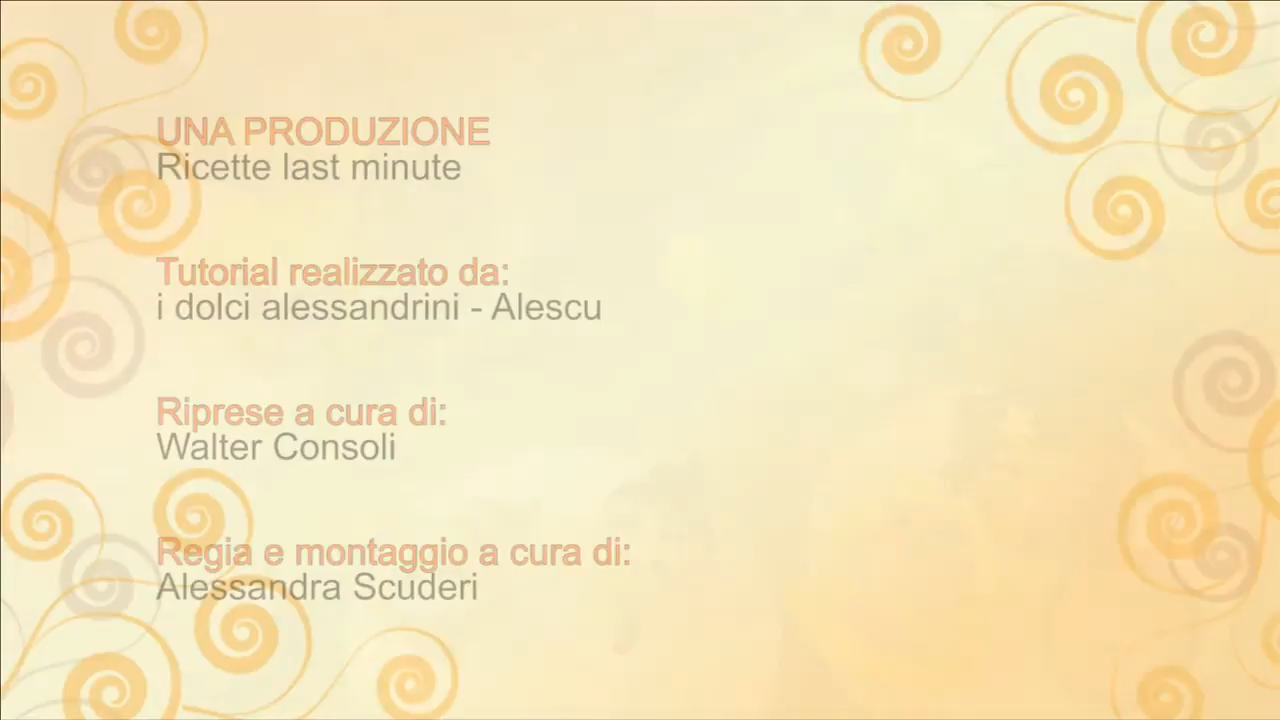 UNA PRODUZIONE
Ricette last minute
Tutorial realizzato da:
i dolci alessandrini - Alescu
Riprese a cura di:
Walter Consoli
Regia e montaggio a cura di:
Alessandra Scuderi